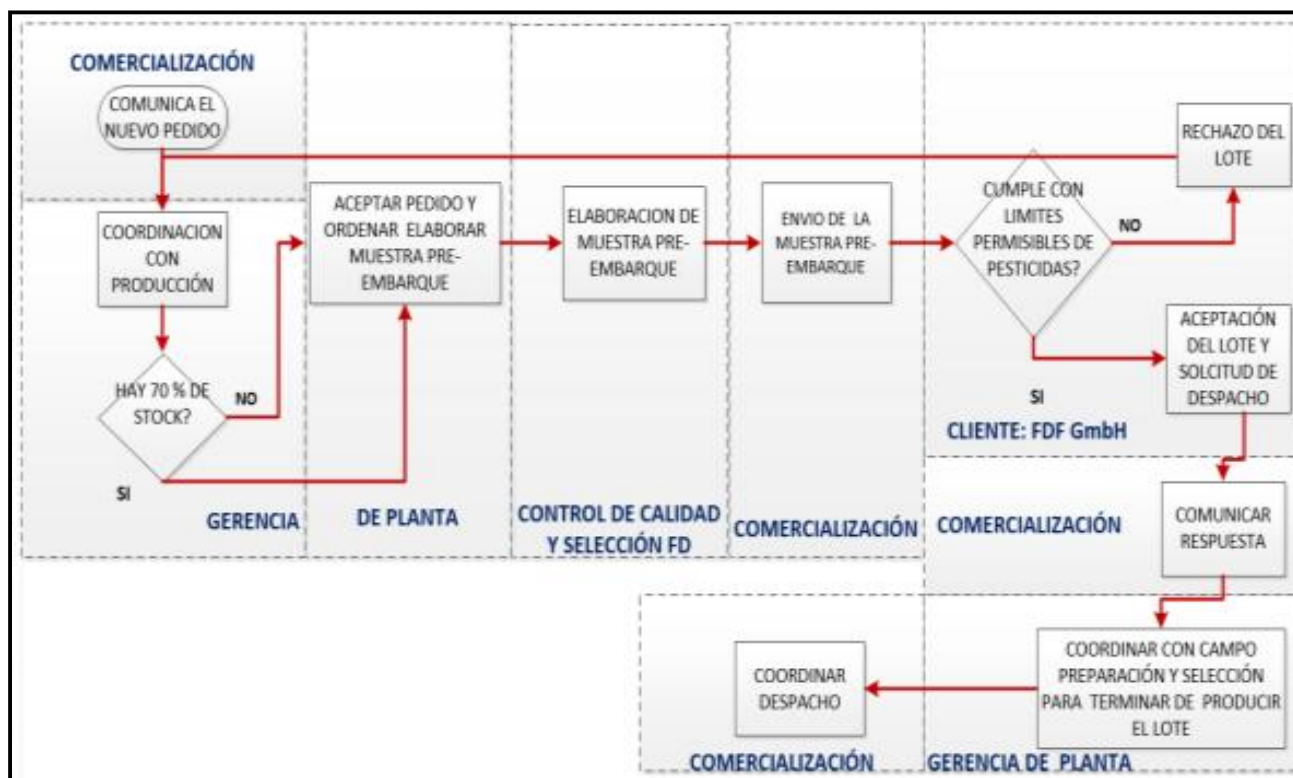 COMERCIALIZACIÓN
COMUNICA EL
NUEVO PEDIDO
COORDINACION
CON
PRODUCCIÓN
HAY 70 % DE
STOCK?
NO
SI
GERENCIA
DE PLANTA
ACEPTAR PEDIDO Y
ORDENAR ELABORAR
MUESTRA PRE-
EMBARQUE
ELABORACION DE
MUESTRA PRE-
EMBARQUE
CONTROL DE CALIDAD
Y SELECCIÓN FD
ENVIO DE LA
MUESTRA PRE-
EMBARQUE
COMERCIALIZACIÓN
CUMPLE CON
LIMITES
PERMISIBLES DE
PESTICIDAS?
NO
RECHAZO DEL
LOTE
SI
ACEPTACIÓN
DEL LOTE Y
SOLCITUD DE
DESPACHO
CLIENTE: FDF GmbH
COMERCIALIZACIÓN
COMUNICAR
RESPUESTA
COORDINAR CON CAMPO
PREPARACIÓN Y SELECCIÓN
PARA TERMINAR DE PRODUCIR
EL LOTE
GERENCIA DE PLANTA
COORDINAR
DESPACHO
COMERCIALIZACIÓN